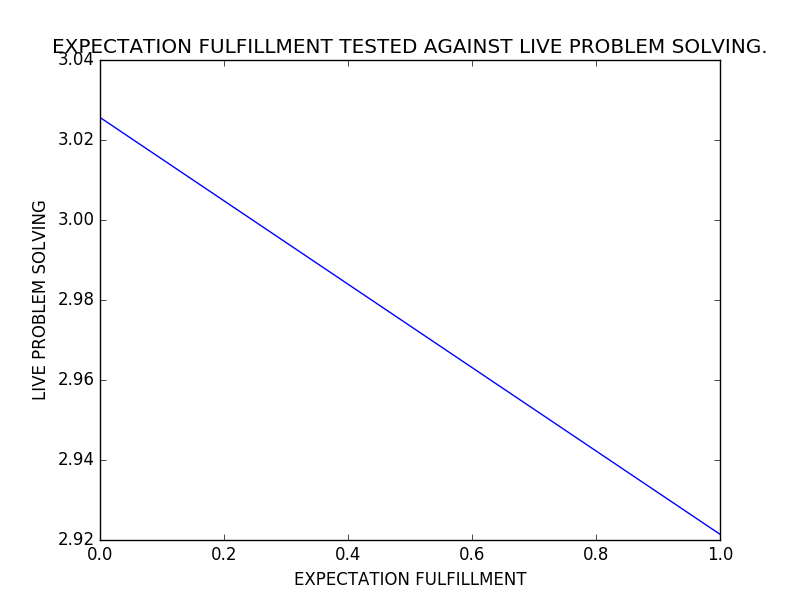 EXPECTATION FULFILLMENT TESTED AGAINST LIVE PROBLEM SOLVING.
3.04
3.02
3.00
2.98
2.96
2.94
2.92
LIVE PROBLEM SOLVING
0.0 0.2 0.4 0.6 0.8 1.0
EXPECTATION FULFILLMENT